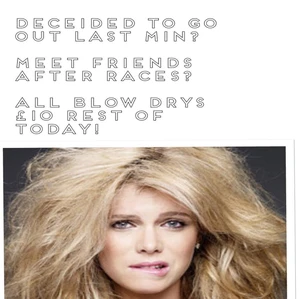 DECEIDED TO GO
OUT LAST MIN?
MEET FRIENDS
AFTER RACES?
ALL BLOW DRYS
£10 REST OF
TODAY!